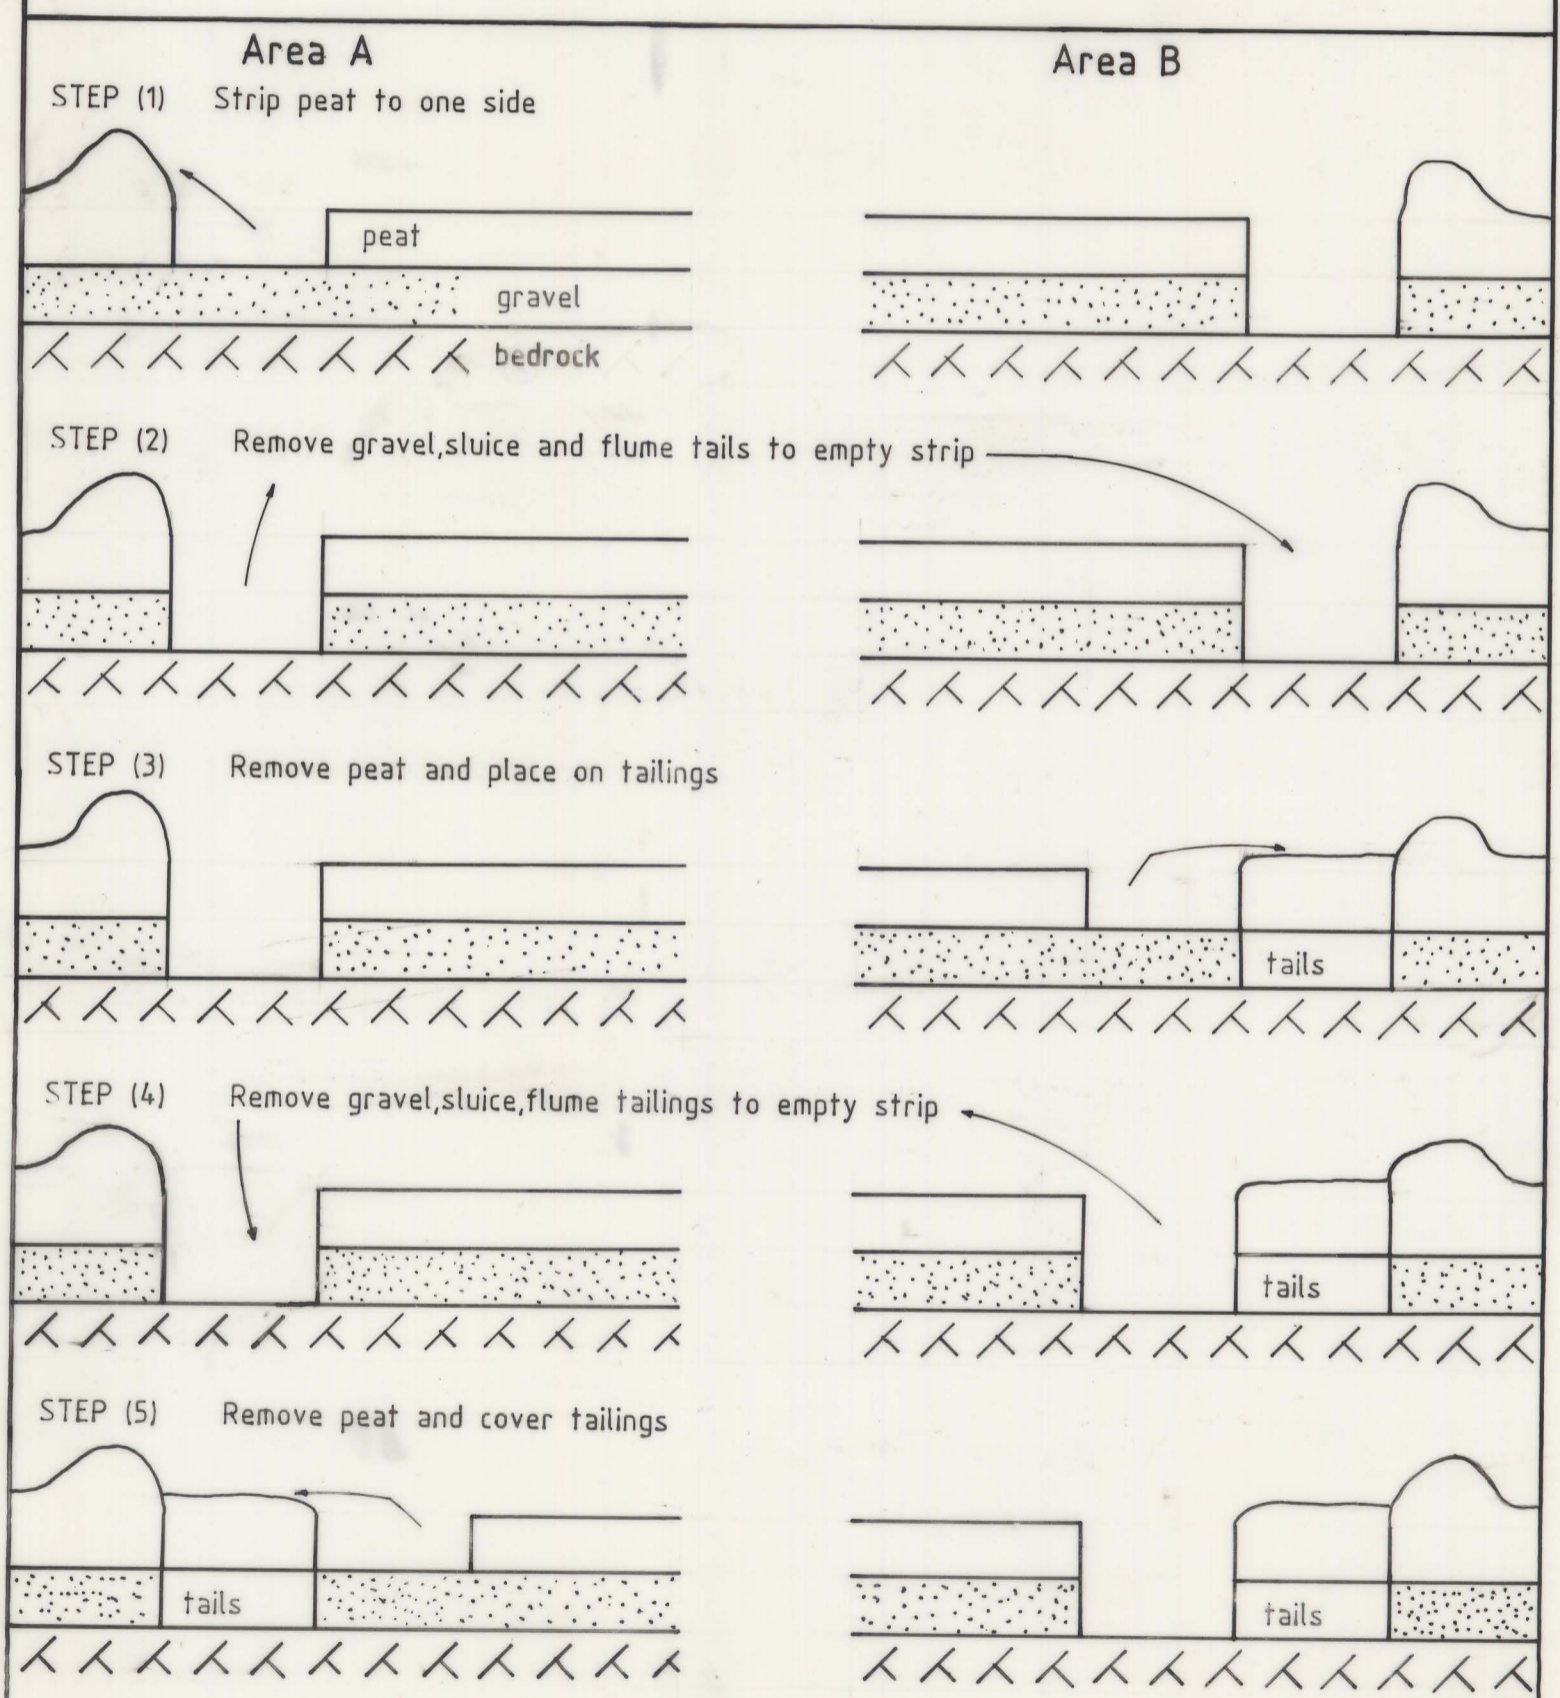 Area A
Area B
STEP (1) Strip peat to one side
peat
gravel
bedrock
STEP (2) Remove gravel,sluice and flume tails to empty strip
STEP (3) Remove peat and place on tailings
tails
STEP (4) Remove gravel,sluice,flume tailings to empty strip
tails
STEP (5) Remove peat and cover tailings
tails
tails